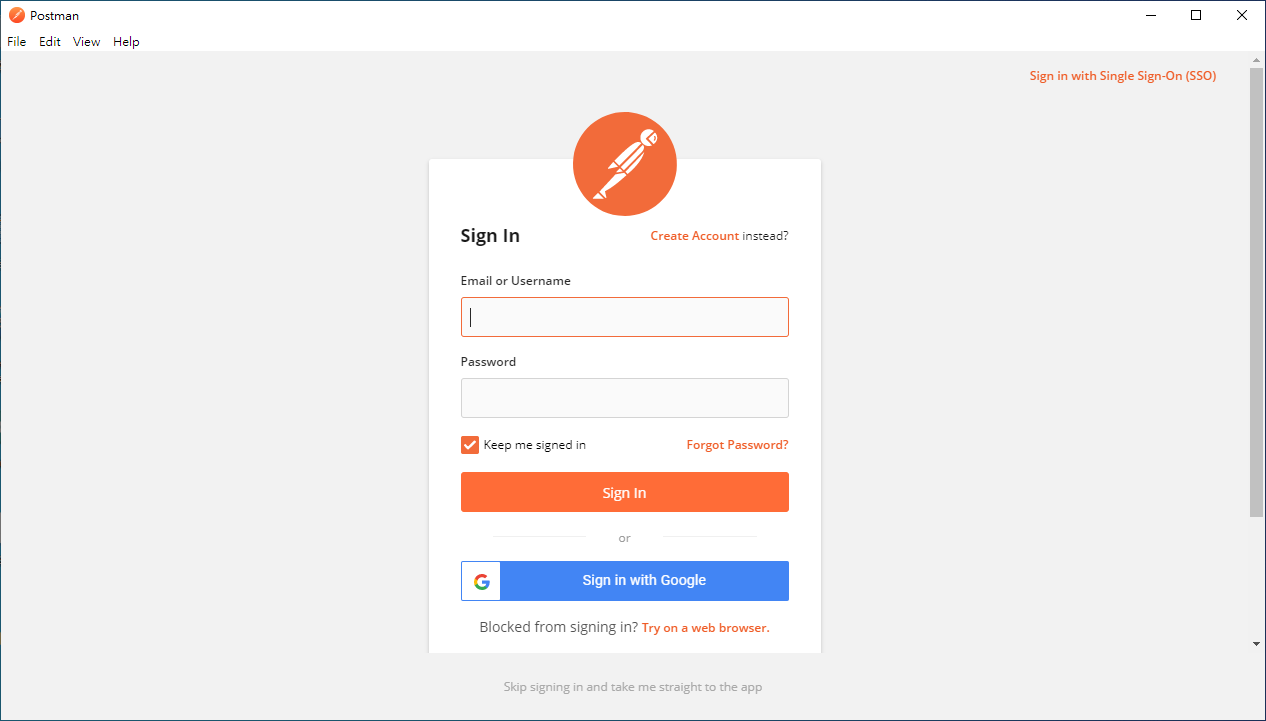 Postman
File Edit View Help
Sign in with Single Sign-On (SSO)
Sign In
Create Account instead?
Email or Username
Password
Keep me signed in
Forgot Password?
Sign In
or
Sign in with Google
Blocked from signing in? Try on a web browser.
Skip signing in and take me straight to the app